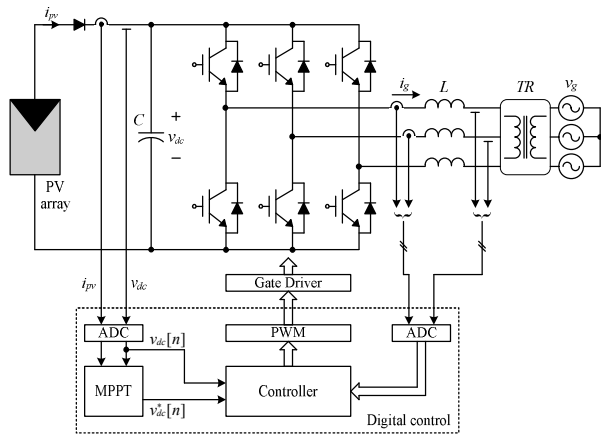 i_pv
i_g
L
TR
v_g
C
+
v_dc
−
PV
array
i_pv
v_dc
Gate Driver
ADC
v_dc[n]
PWM
ADC
MPPT
Controller
v*_dc[n]
Digital control